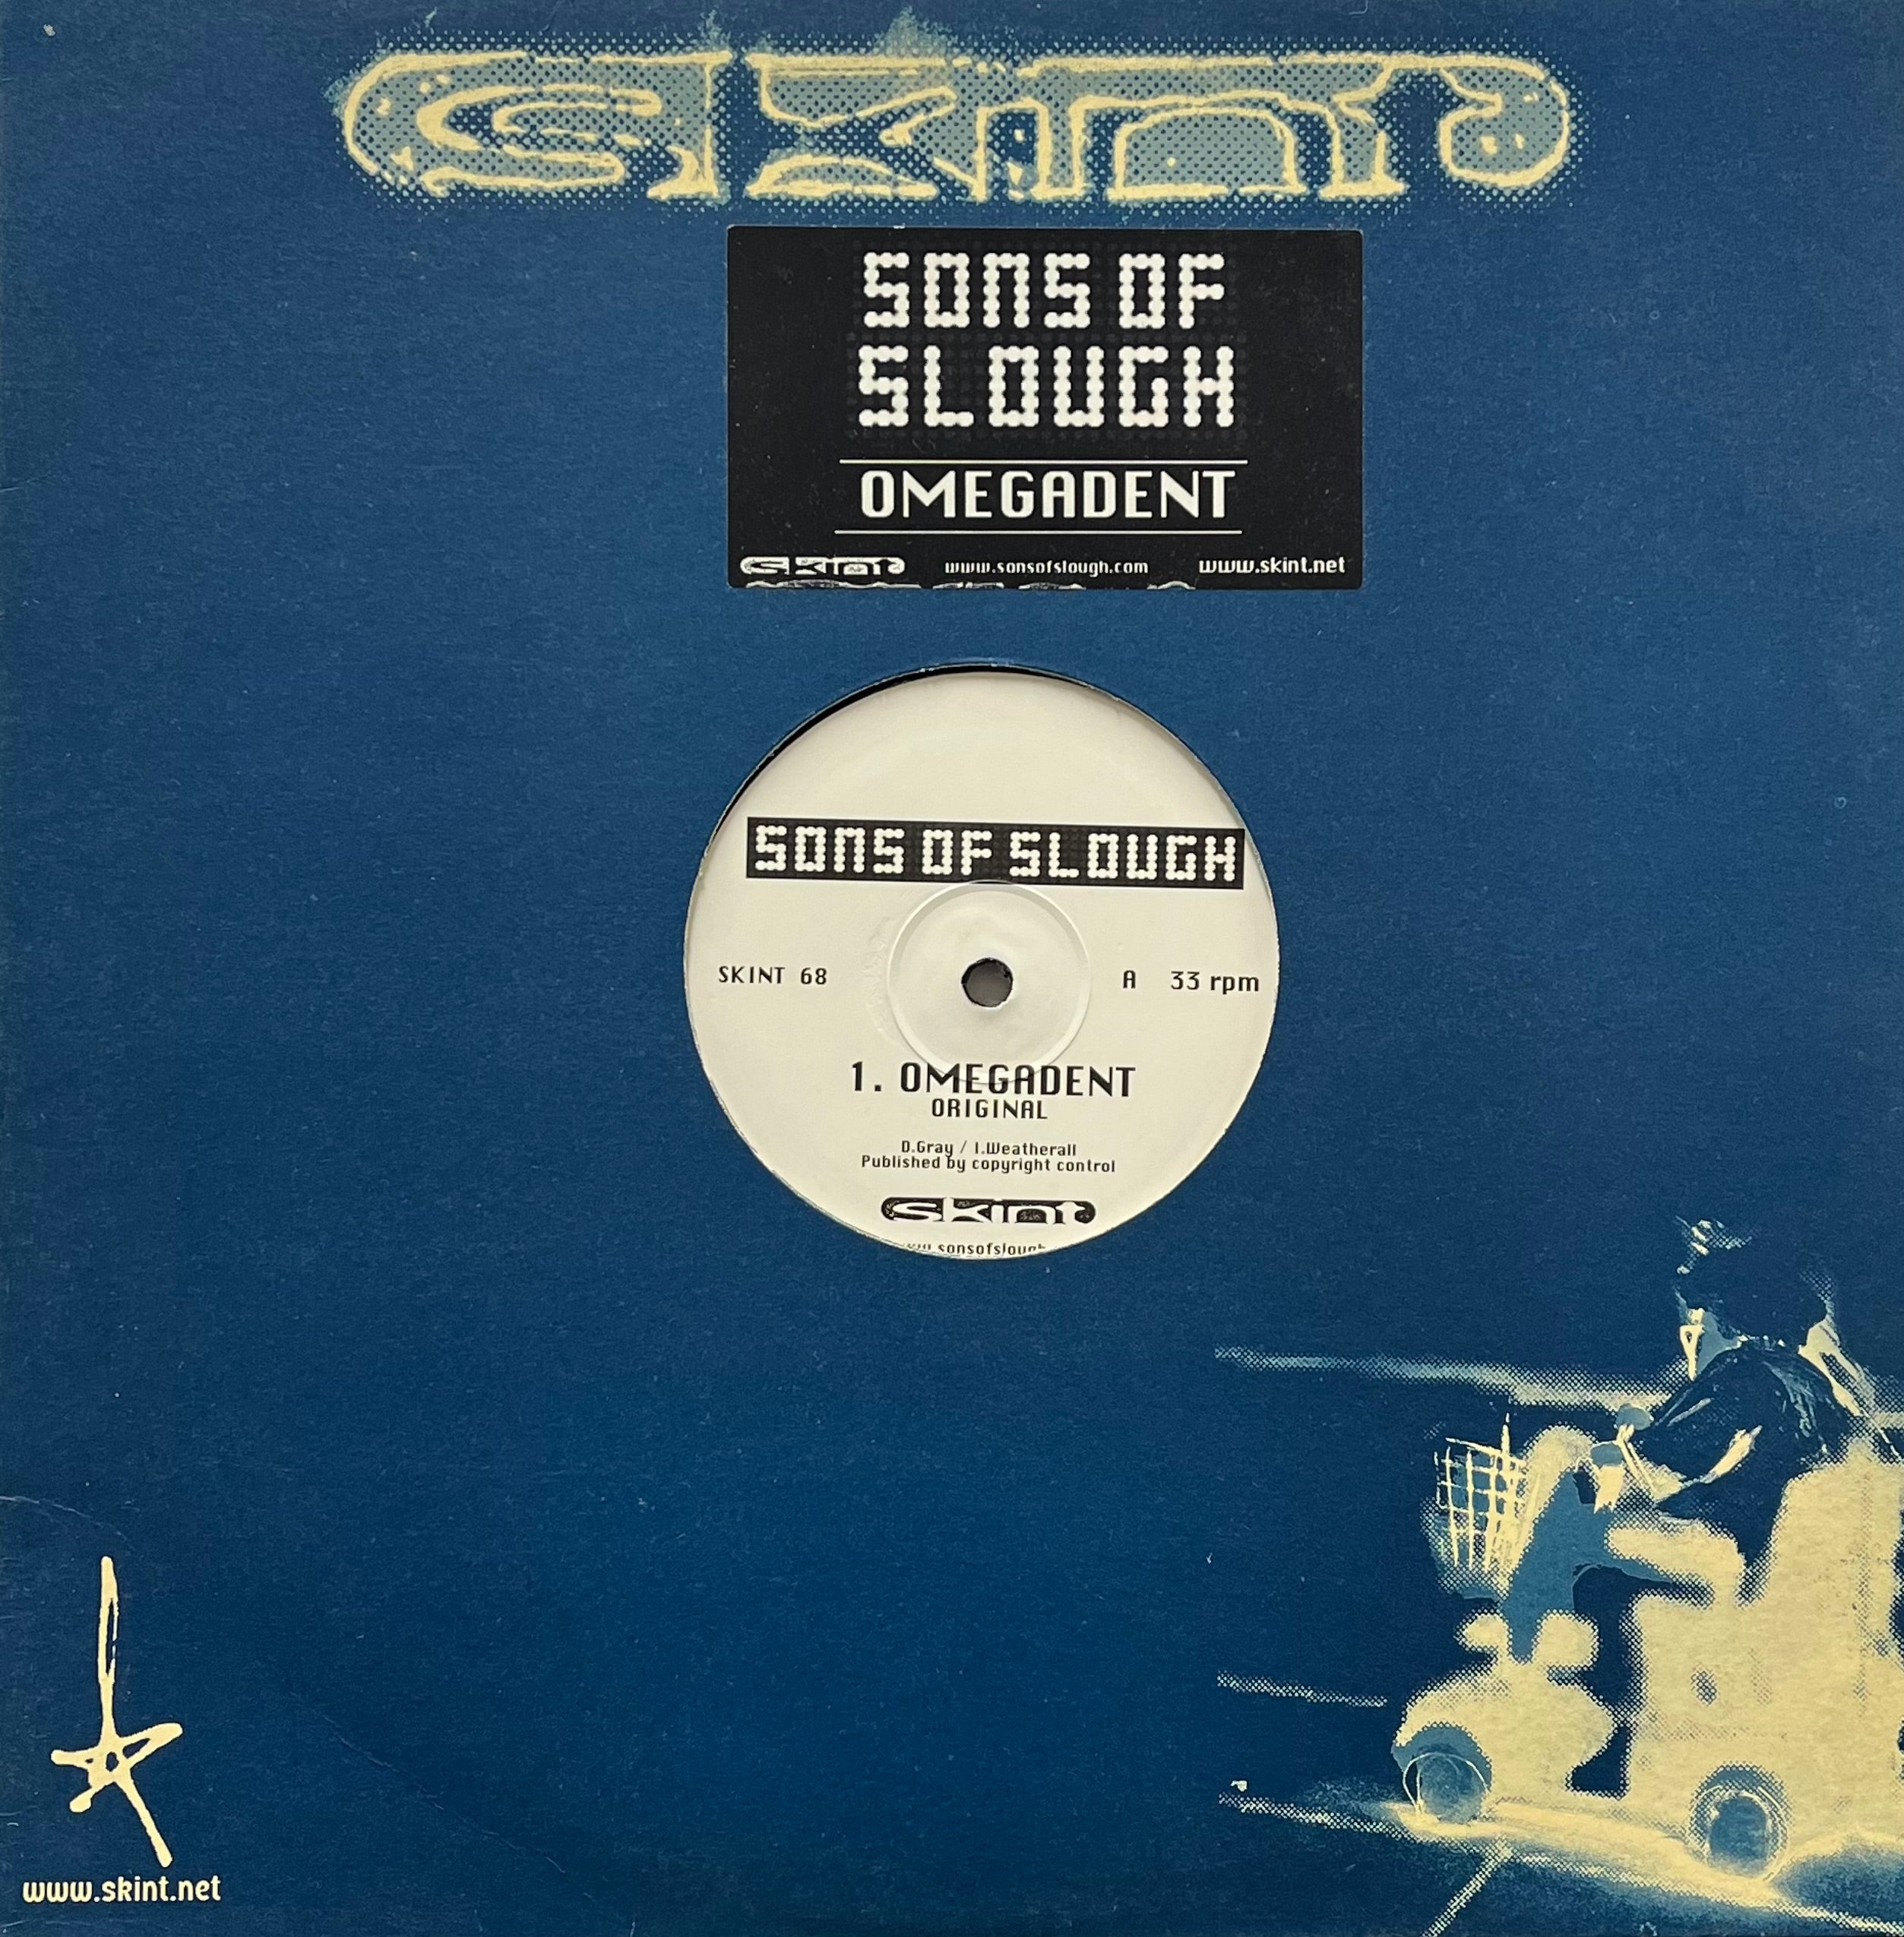 skint
SONS OF
SLOUGH
OMEGADENT
skint www.sonsofslough.com www.skint.net
SONS OF SLOUGH
SKINT 68 A 33 rpm
1. OMEGADENT
ORIGINAL
D.Gray / I.Weatherall
Published by copyright control
skint
sonsofslough
www.skint.net